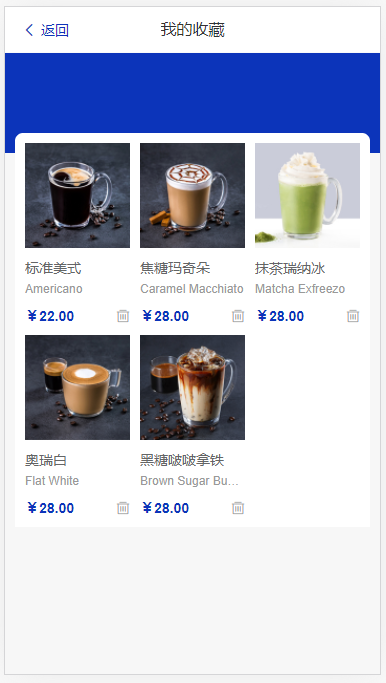 返回
我的收藏
标准美式
Americano
￥22.00
焦糖玛奇朵
Caramel Macchiato
￥28.00
抹茶瑞纳冰
Matcha Exfreezo
￥28.00
奥瑞白
Flat White
￥28.00
黑糖啵啵拿铁
Brown Sugar Bu...
￥28.00